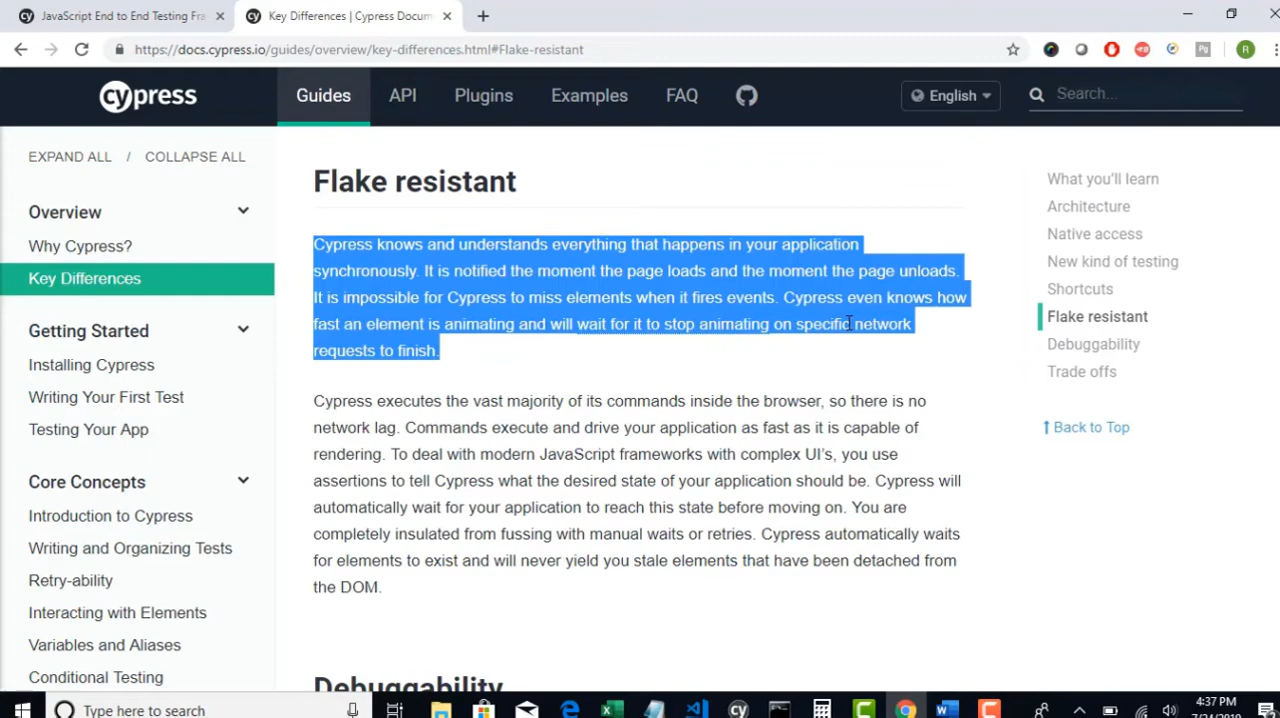 JavaScript End to End Testing Fra
Key Differences | Cypress Docum
https://docs.cypress.io/guides/overview/key-differences.html#Flake-resistant
R
cypress
Guides
API
Plugins
Examples
FAQ
English
Search...
EXPAND ALL / COLLAPSE ALL
Overview
Why Cypress?
Key Differences
Getting Started
Installing Cypress
Writing Your First Test
Testing Your App
Core Concepts
Introduction to Cypress
Writing and Organizing Tests
Retry-ability
Interacting with Elements
Variables and Aliases
Conditional Testing
Flake resistant
Cypress knows and understands everything that happens in your application
synchronously. It is notified the moment the page loads and the moment the page unloads.
It is impossible for Cypress to miss elements when it fires events. Cypress even knows how
fast an element is animating and will wait for it to stop animating on specific network
requests to finish.
Cypress executes the vast majority of its commands inside the browser, so there is no
network lag. Commands execute and drive your application as fast as it is capable of
rendering. To deal with modern JavaScript frameworks with complex UI's, you use
assertions to tell Cypress what the desired state of your application should be. Cypress will
automatically wait for your application to reach this state before moving on. You are
completely insulated from fussing with manual waits or retries. Cypress automatically waits
for elements to exist and will never yield you stale elements that have been detached from
the DOM.
Debuggability
What you'll learn
Architecture
Native access
New kind of testing
Shortcuts
Flake resistant
Debuggability
Trade offs
Back to Top
Type here to search
4:37 PM